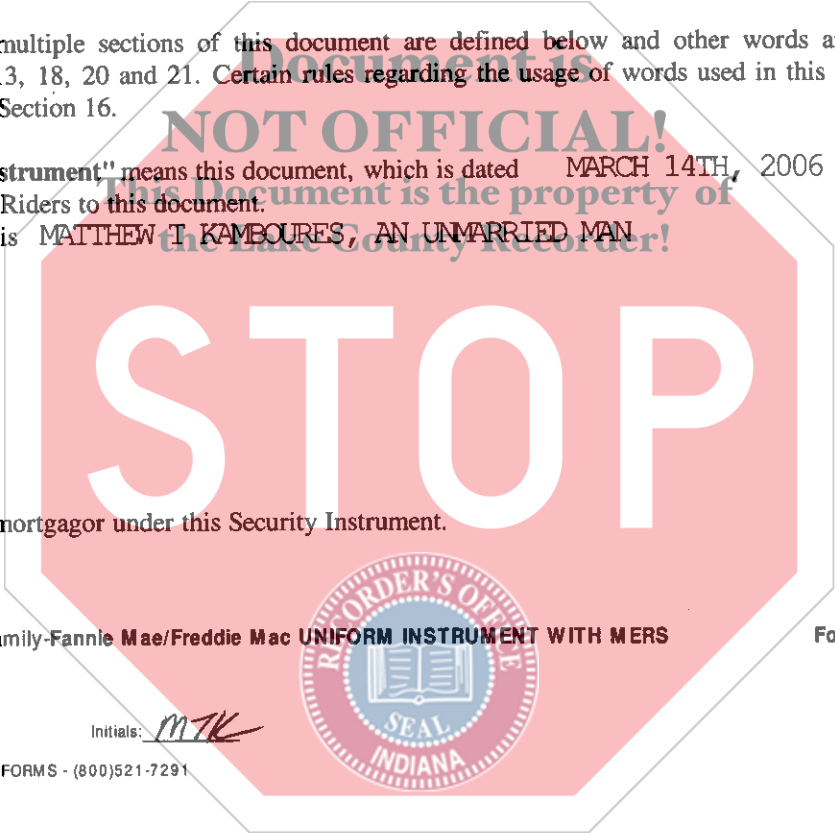 multiple sections of this document are defined below and other words a
3, 18, 20 and 21. Certain rules regarding the usage of words used in this
Section 16.
Document is
NOT OFFICIAL!
This Document is the property of
the Lake County Recorder!
strument" means this document, which is dated MARCH 14TH, 2006
Riders to this document.
is MATTHEW T KAMBOURES, AN UNMARRIED MAN
STOP
mortgagor under this Security Instrument.
mily-Fannie Mae/Freddie Mac UNIFORM INSTRUMENT WITH MERS Fo
RECORDER'S OFFICE
SEAL
INDIANA
Initials: MTK
FORMS - (800)521-7291